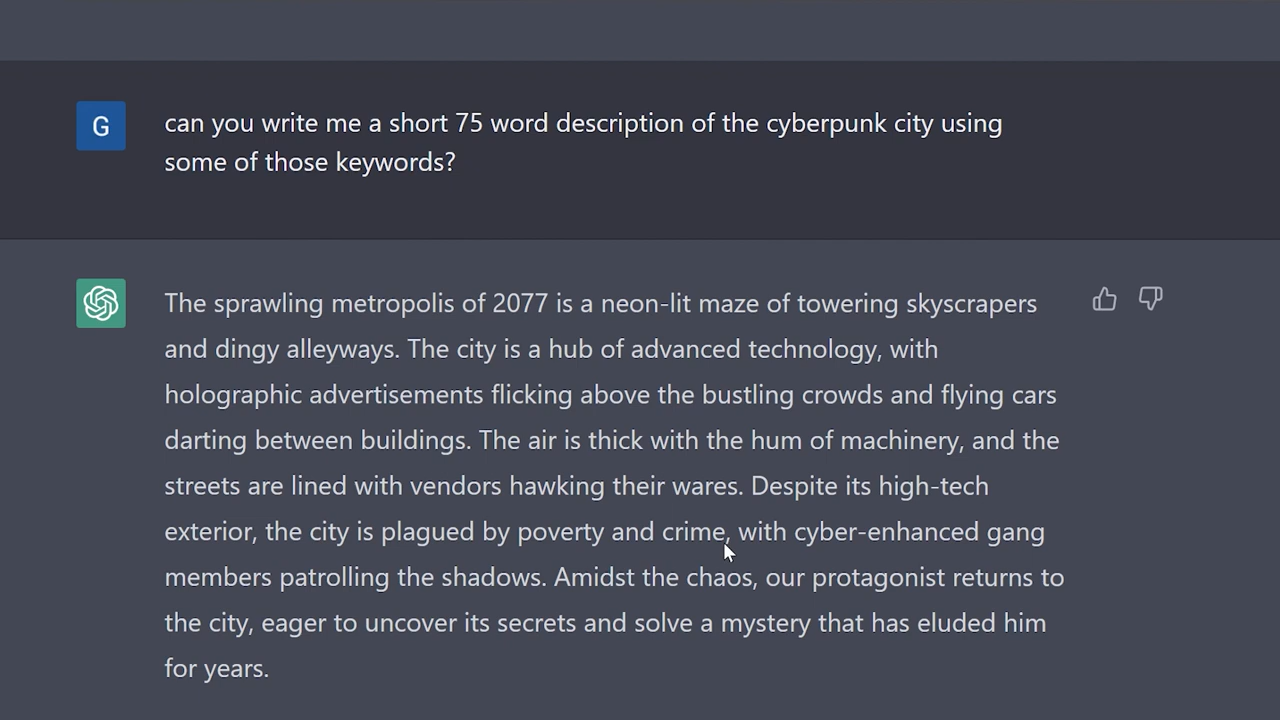 G
can you write me a short 75 word description of the cyberpunk city using
some of those keywords?
The sprawling metropolis of 2077 is a neon-lit maze of towering skyscrapers
and dingy alleyways. The city is a hub of advanced technology, with
holographic advertisements flicking above the bustling crowds and flying cars
darting between buildings. The air is thick with the hum of machinery, and the
streets are lined with vendors hawking their wares. Despite its high-tech
exterior, the city is plagued by poverty and crime, with cyber-enhanced gang
members patrolling the shadows. Amidst the chaos, our protagonist returns to
the city, eager to uncover its secrets and solve a mystery that has eluded him
for years.